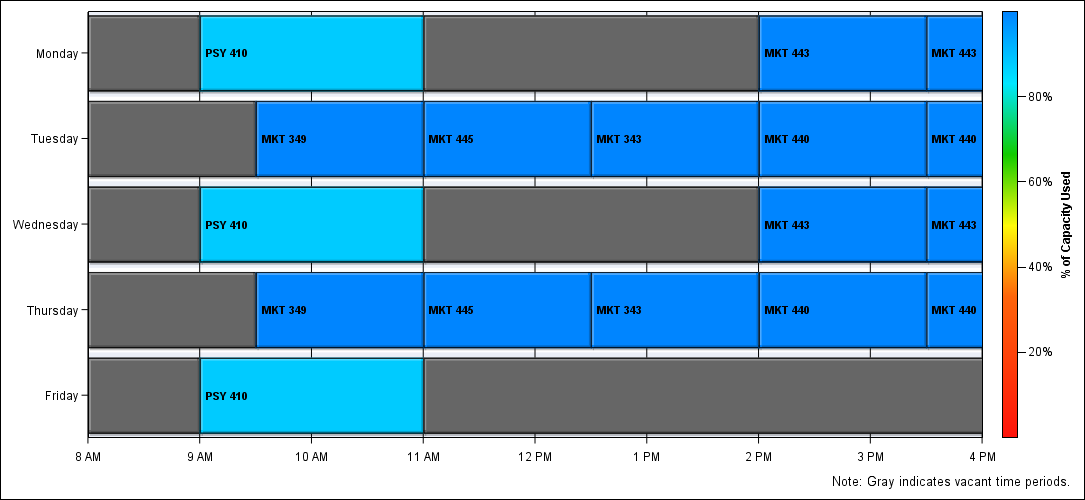 Monday
PSY 410
MKT 443
MKT 443
Tuesday
MKT 349
MKT 445
MKT 343
MKT 440
MKT 440
Wednesday
PSY 410
MKT 443
MKT 443
Thursday
MKT 349
MKT 445
MKT 343
MKT 440
MKT 440
Friday
PSY 410
8 AM
9 AM
10 AM
11 AM
12 PM
1 PM
2 PM
3 PM
4 PM
80%
60%
40%
20%
% of Capacity Used
Note: Gray indicates vacant time periods.